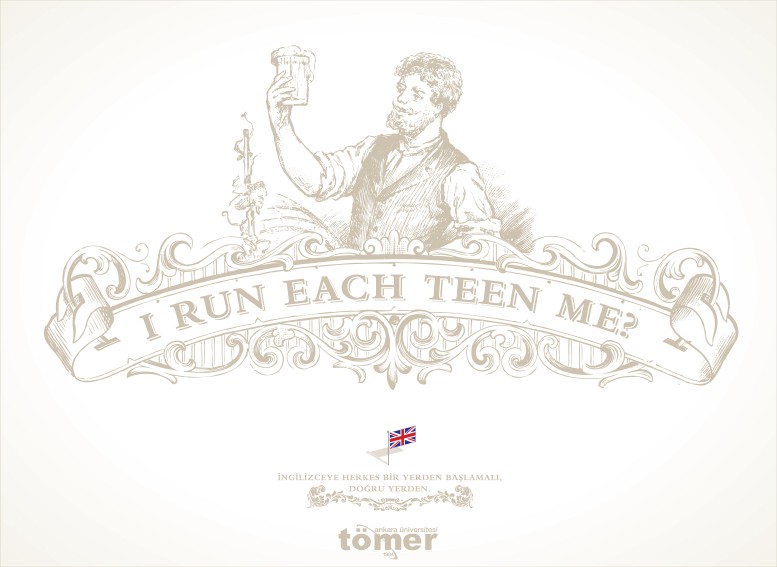 I RUN EACH TEEN ME?
İNGİLİZCEYE HERKES BİR YERDEN BAŞLAMALI,
DOĞRU YERDEN.
ankara üniversitesi
tömer